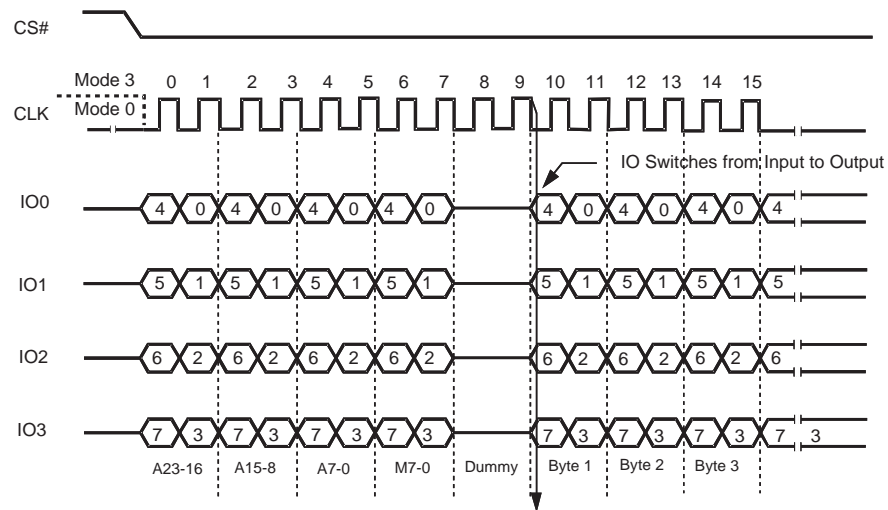 CS#
Mode 3 0 1 2 3 4 5 6 7 8 9 10 11 12 13 14 15
CLK Mode 0
IO Switches from Input to Output
IO0 4 0 4 0 4 0 4 0 4 0 4 0 4 0 4
IO1 5 1 5 1 5 1 5 1 5 1 5 1 5 1 5
IO2 6 2 6 2 6 2 6 2 6 2 6 2 6 2 6
IO3 7 3 7 3 7 3 7 3 7 3 7 3 7 3 7 3
A23-16 A15-8 A7-0 M7-0 Dummy Byte 1 Byte 2 Byte 3